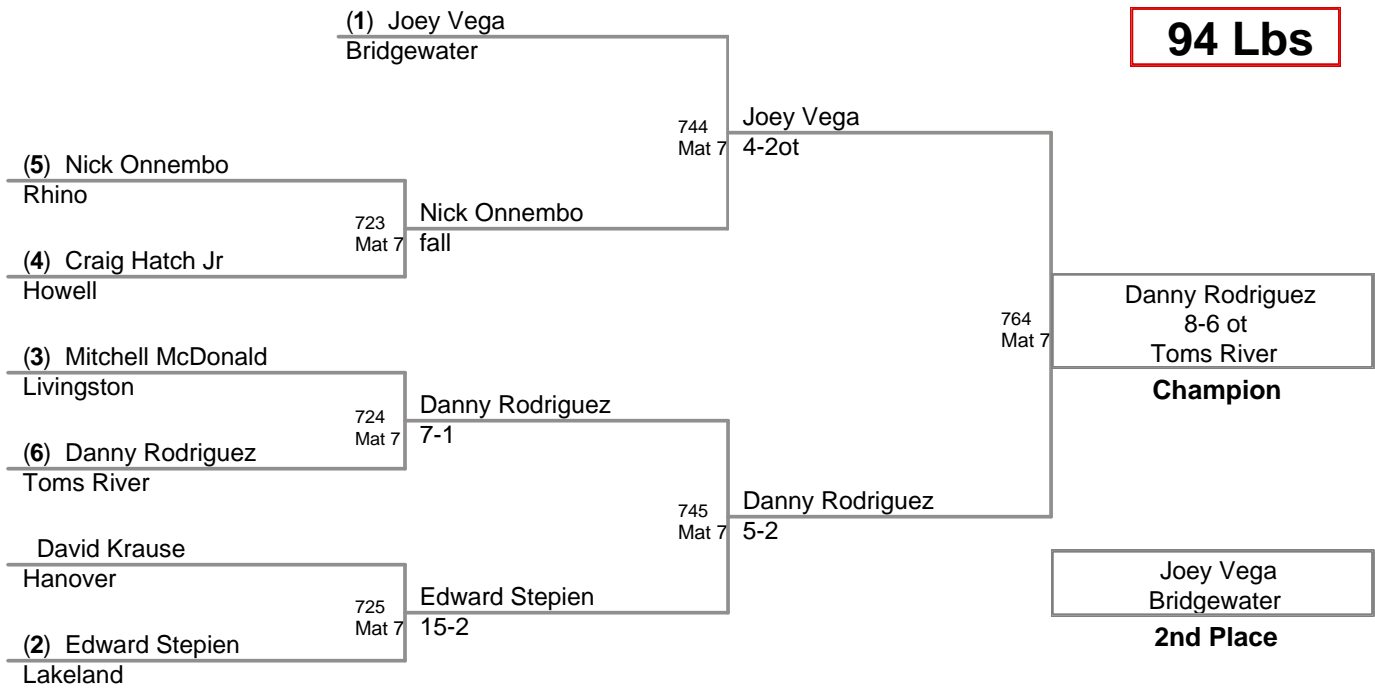 (1) Joey Vega
Bridgewater
94 Lbs
744
Mat 7
Joey Vega
4-2ot
(5) Nick Onnembo
Rhino
723
Mat 7
Nick Onnembo
fall
(4) Craig Hatch Jr
Howell
764
Mat 7
Danny Rodriguez
8-6 ot
Toms River
Champion
(3) Mitchell McDonald
Livingston
724
Mat 7
Danny Rodriguez
7-1
(6) Danny Rodriguez
Toms River
745
Mat 7
Danny Rodriguez
5-2
David Krause
Hanover
725
Mat 7
Edward Stepien
15-2
(2) Edward Stepien
Lakeland
Joey Vega
Bridgewater
2nd Place